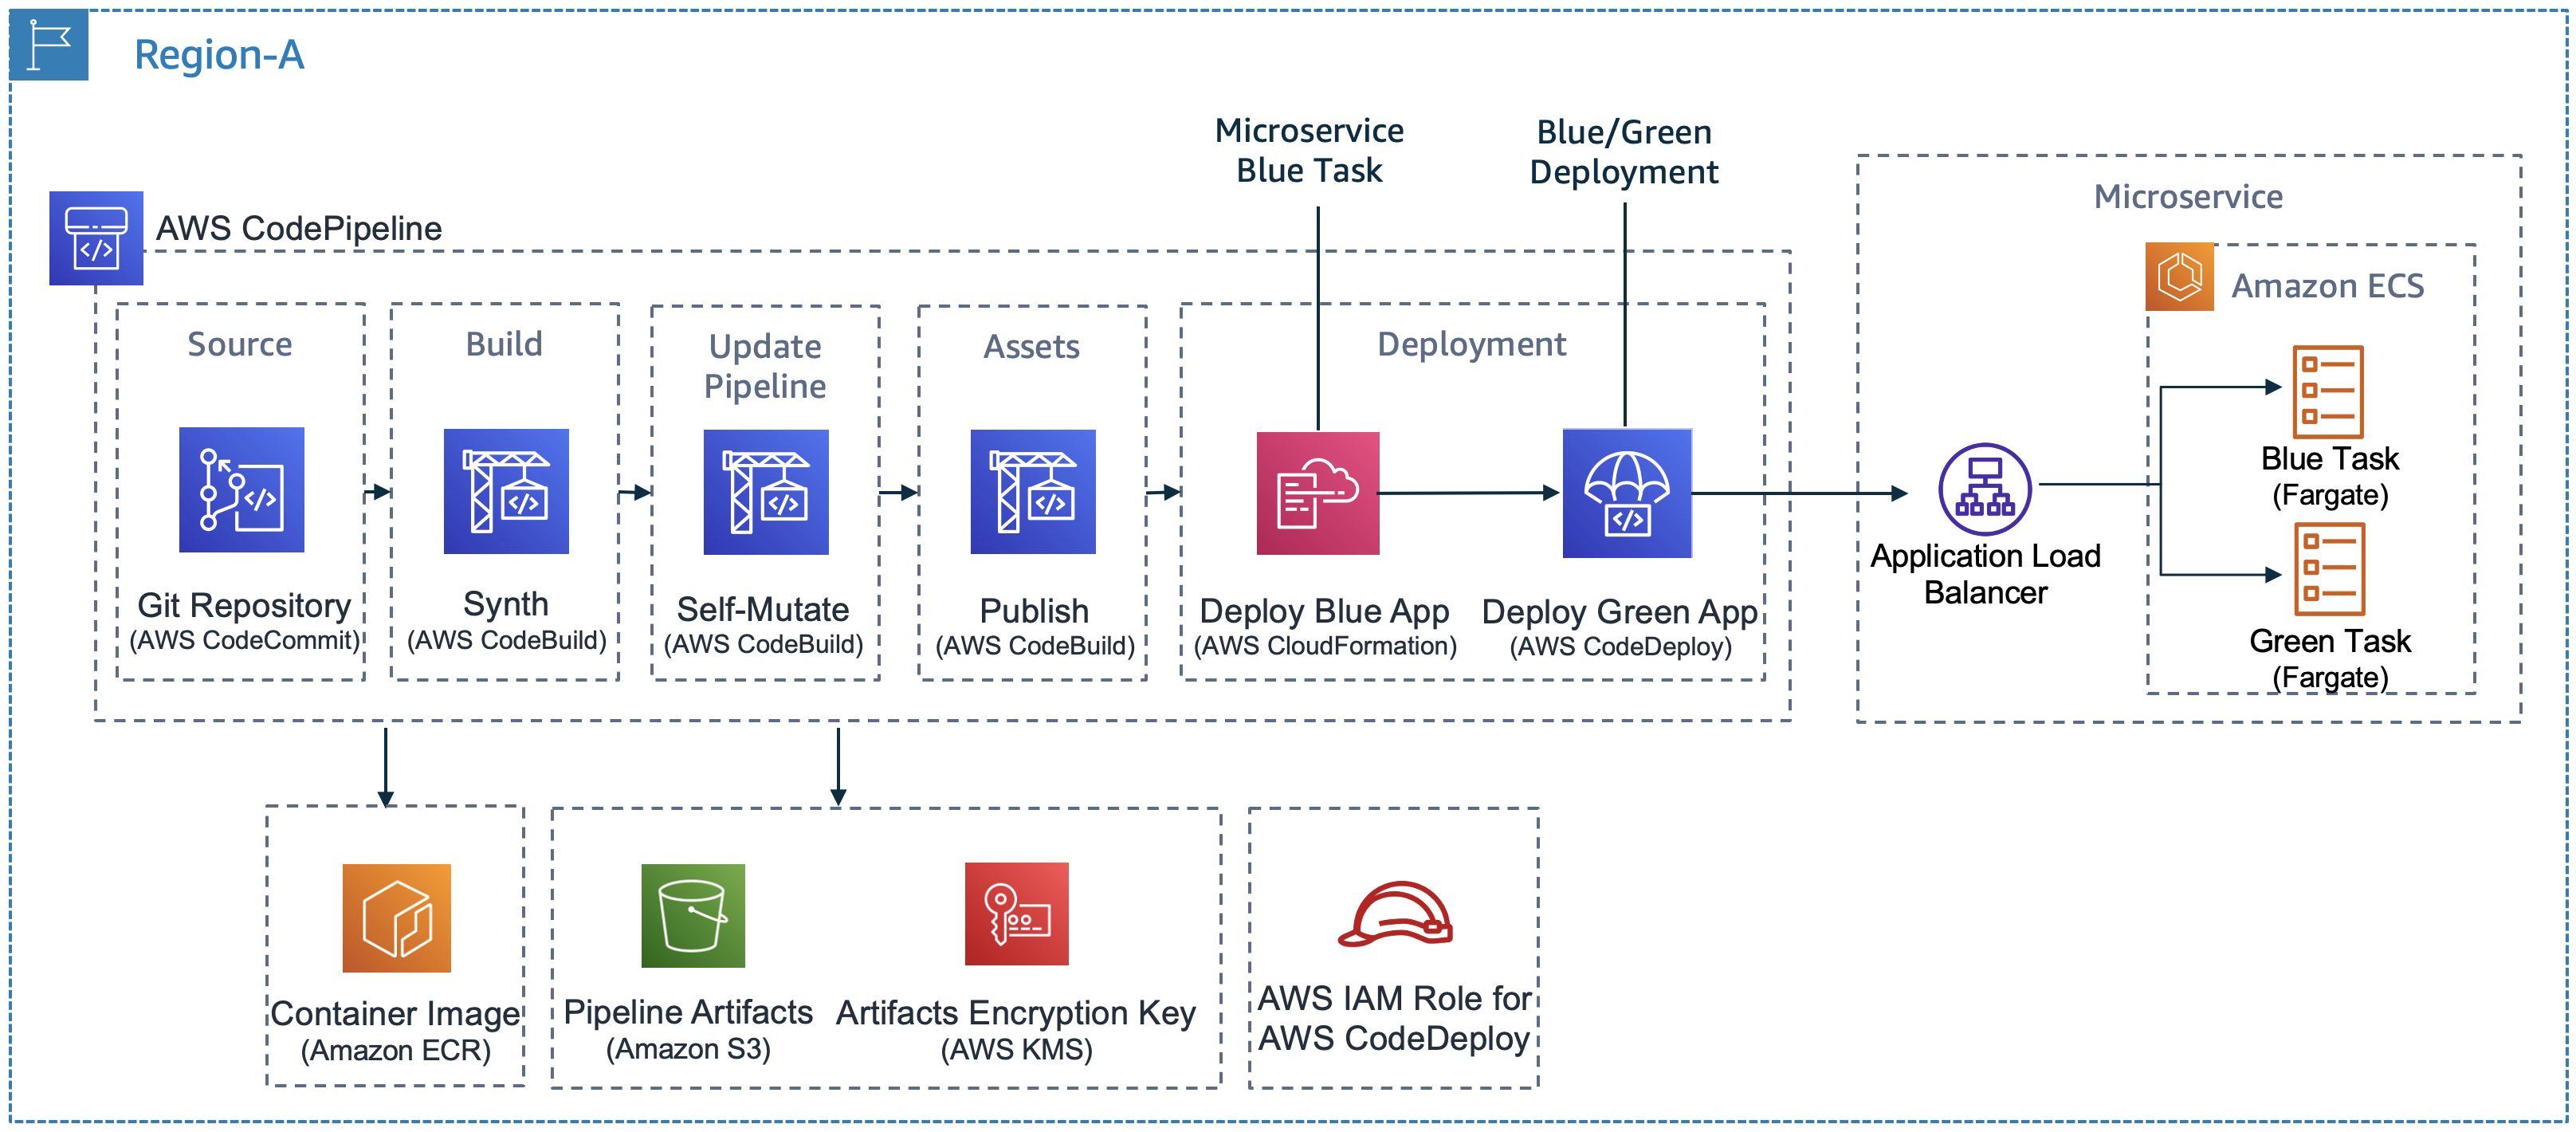 Region-A
Microservice
Blue Task
Blue/Green
Deployment
AWS CodePipeline
Source
Git Repository
(AWS CodeCommit)
Build
Synth
(AWS CodeBuild)
Update
Pipeline
Self-Mutate
(AWS CodeBuild)
Assets
Publish
(AWS CodeBuild)
Deployment
Deploy Blue App
(AWS CloudFormation)
Deploy Green App
(AWS CodeDeploy)
Microservice
Application Load
Balancer
Amazon ECS
Blue Task
(Fargate)
Green Task
(Fargate)
Container Image
(Amazon ECR)
Pipeline Artifacts
(Amazon S3)
Artifacts Encryption Key
(AWS KMS)
AWS IAM Role for
AWS CodeDeploy